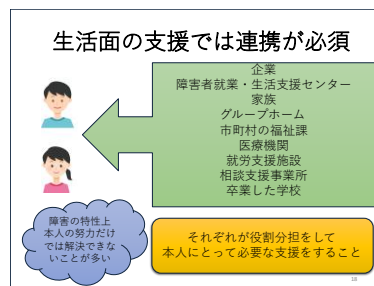 生活面の支援では連携が必須
企業
障害者就業・生活支援センター
家族
グループホーム
市町村の福祉課
医療機関
就労支援施設
相談支援事業所
卒業した学校
障害の特性上
本人の努力だけ
では解決できな
いことが多い
それぞれが役割分担をして
本人にとって必要な支援をすること
18